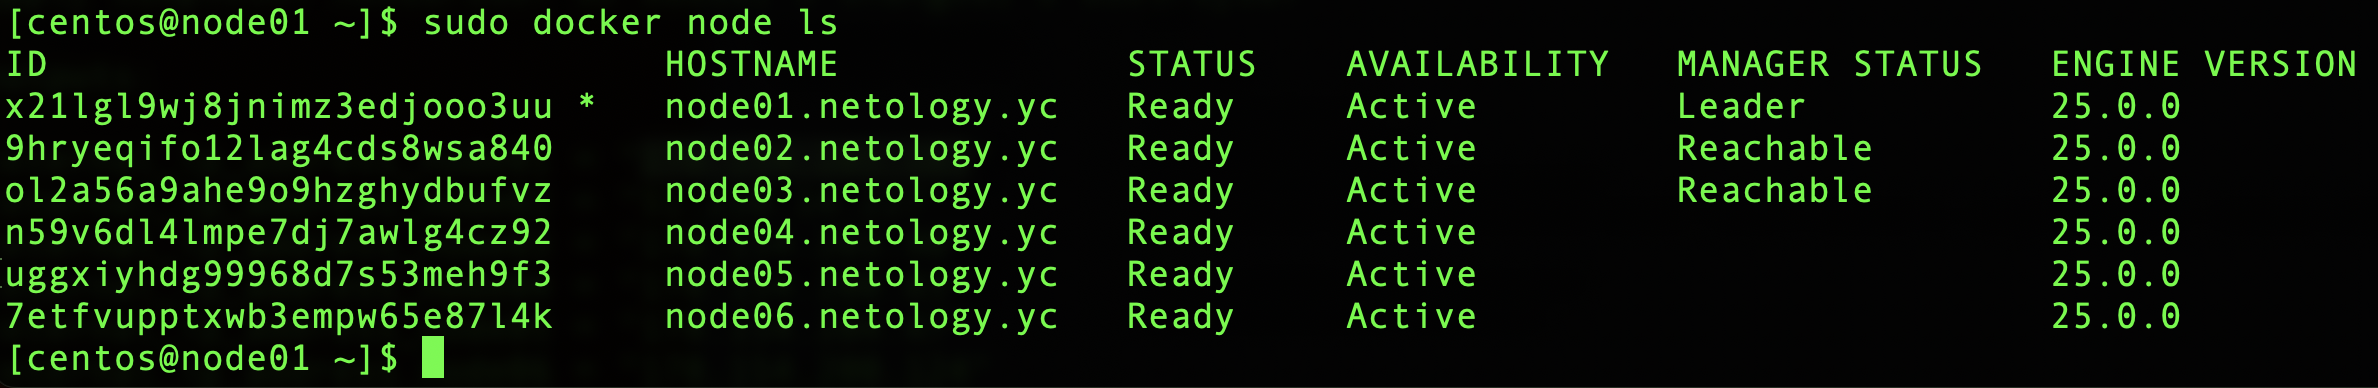 [centos@node01 ~]$ sudo docker node ls
ID                            HOSTNAME             STATUS    AVAILABILITY   MANAGER STATUS   ENGINE VERSION
x21lgl9wj8jnimz3edjooo3uu *   node01.netology.yc   Ready     Active         Leader           25.0.0
9hryeqifo12lag4cds8wsa840     node02.netology.yc   Ready     Active         Reachable        25.0.0
ol2a56a9ahe9o9hzghydbufvz     node03.netology.yc   Ready     Active         Reachable        25.0.0
n59v6dl4lmpe7dj7awlg4cz92     node04.netology.yc   Ready     Active                          25.0.0
uggxiyhdg99968d7s53meh9f3     node05.netology.yc   Ready     Active                          25.0.0
7etfvupptxwb3empw65e87l4k     node06.netology.yc   Ready     Active                          25.0.0
[centos@node01 ~]$